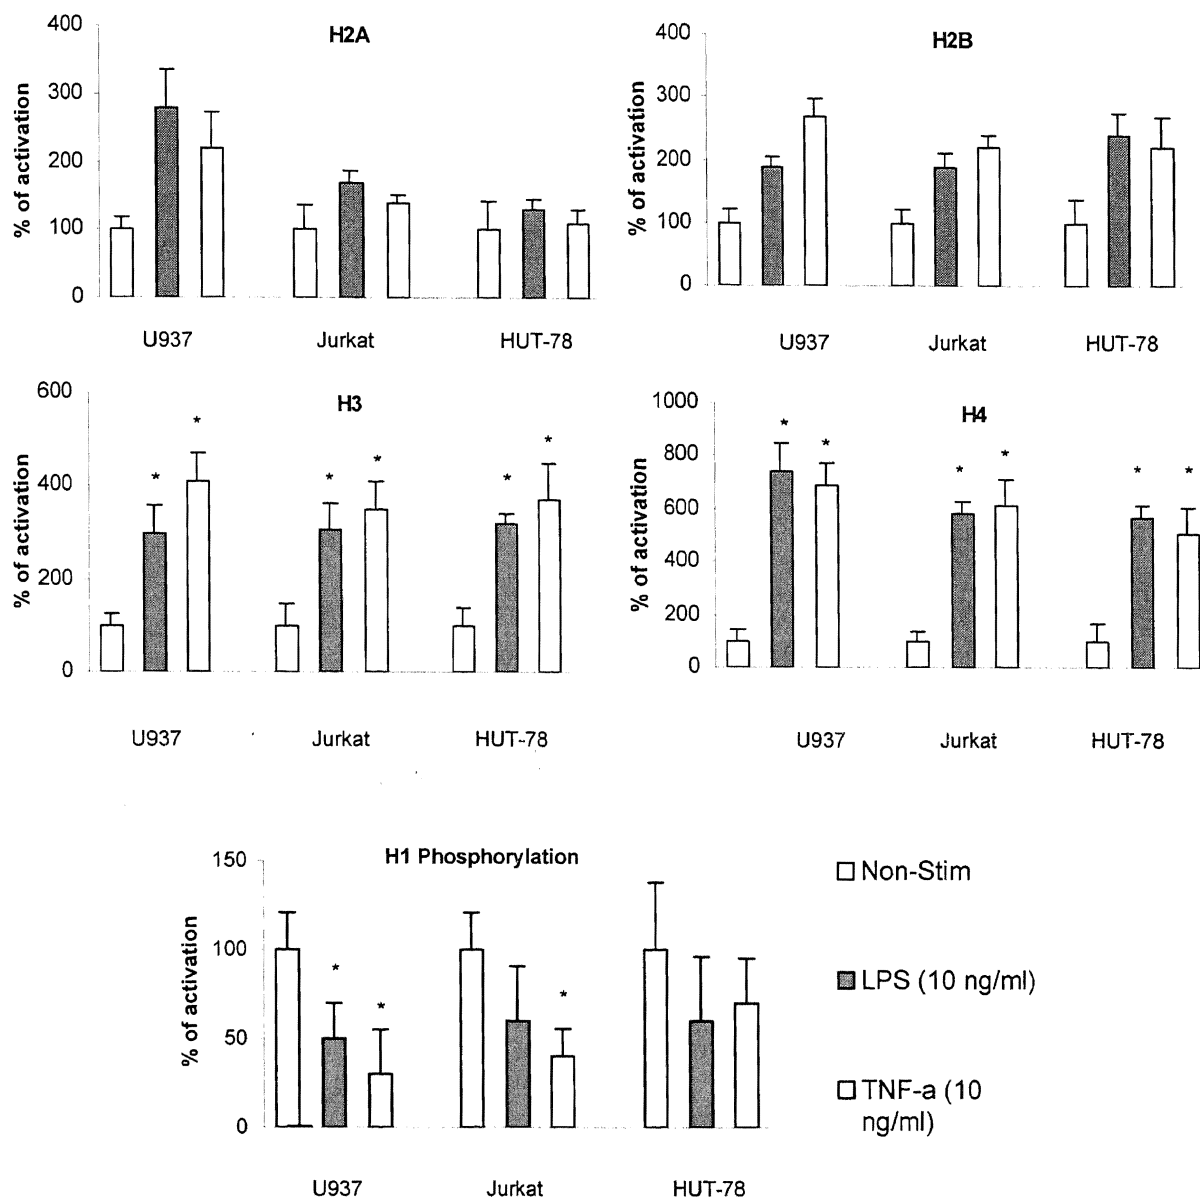 H2A
% of activation
400
300
200
100
0
U937 Jurkat HUT-78
H2B
% of activation
400
300
200
100
0
U937 Jurkat HUT-78
H3
% of activation
600
400
200
0
* * * * * *
U937 Jurkat HUT-78
H4
% of activation
1000
800
600
400
200
0
* * * * * *
U937 Jurkat HUT-78
H1 Phosphorylation
% of activation
150
100
50
0
* * *
U937 Jurkat HUT-78
Non-Stim
LPS (10 ng/ml)
TNF-a (10
ng/ml)